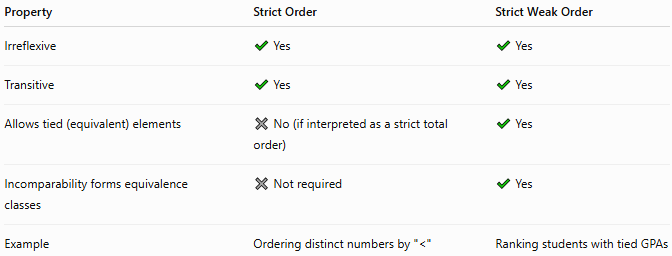 Property Strict Order Strict Weak Order
Irreflexive ✔ Yes ✔ Yes
Transitive ✔ Yes ✔ Yes
Allows tied (equivalent) elements ✖ No (if interpreted as a strict total order) ✔ Yes
Incomparability forms equivalence classes ✖ Not required ✔ Yes
Example Ordering distinct numbers by "<" Ranking students with tied GPAs